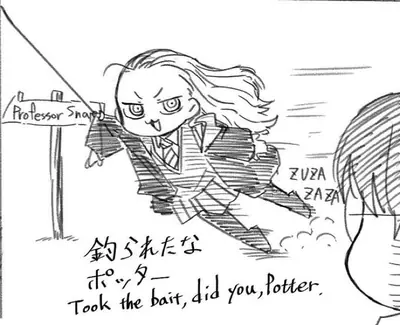 Professor Snape
ZUZA
ZAZA
釣られたな
ポッター
Took the bait, did you, Potter.